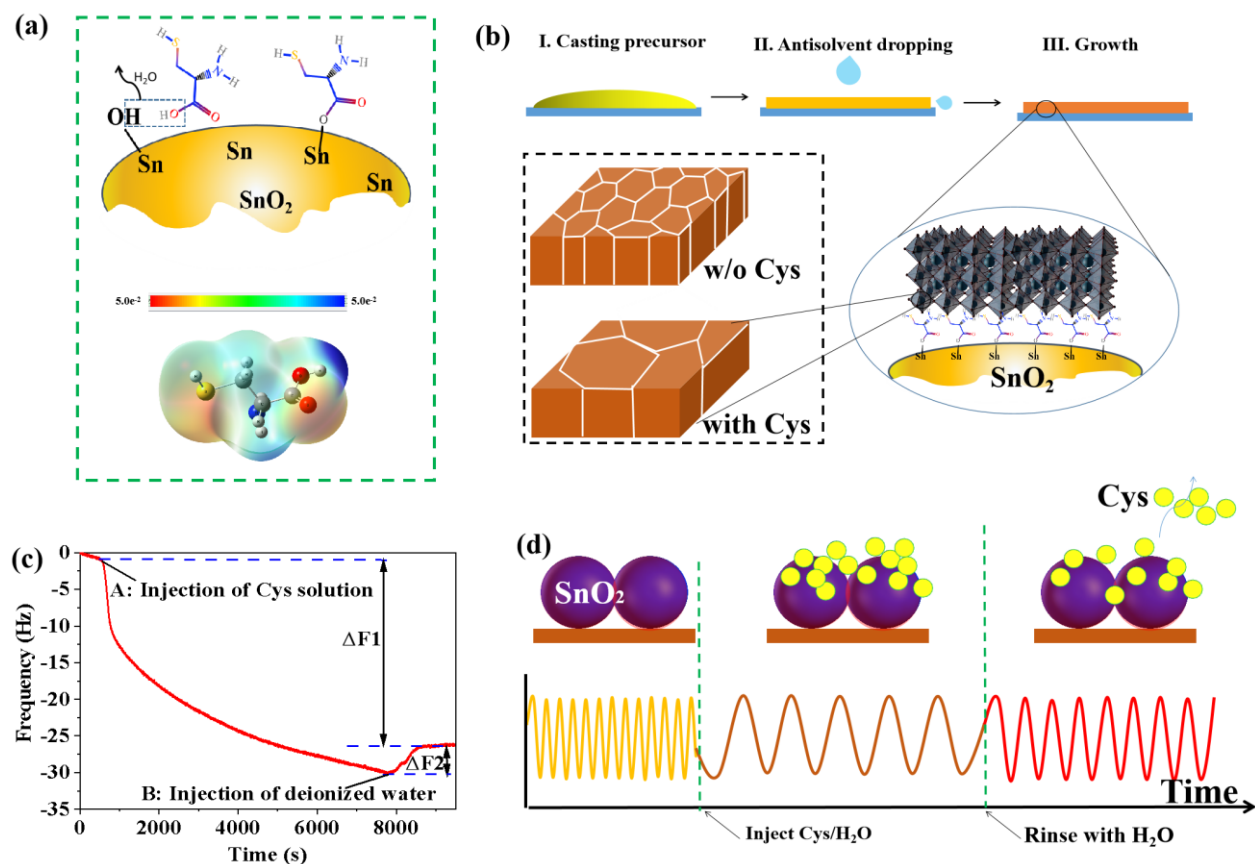 (a)
S
H
N
H
H
H₂O
OH
H
O
O
S
H
N
H
H
O
O
Sn
Sn
Sn
Sn
SnO₂
5.0e⁻²
5.0e⁻²
(b)
I. Casting precursor
II. Antisolvent dropping
III. Growth
w/o Cys
with Cys
Sn
Sn
Sn
Sn
Sn
Sn
SnO₂
(c)
Frequency (Hz)
0
-5
-10
-15
-20
-25
-30
-35
A: Injection of Cys solution
ΔF1
ΔF2
B: Injection of deionized water
0
2000
4000
6000
8000
Time (s)
(d)
Cys
SnO₂
Time
Inject Cys/H₂O
Rinse with H₂O